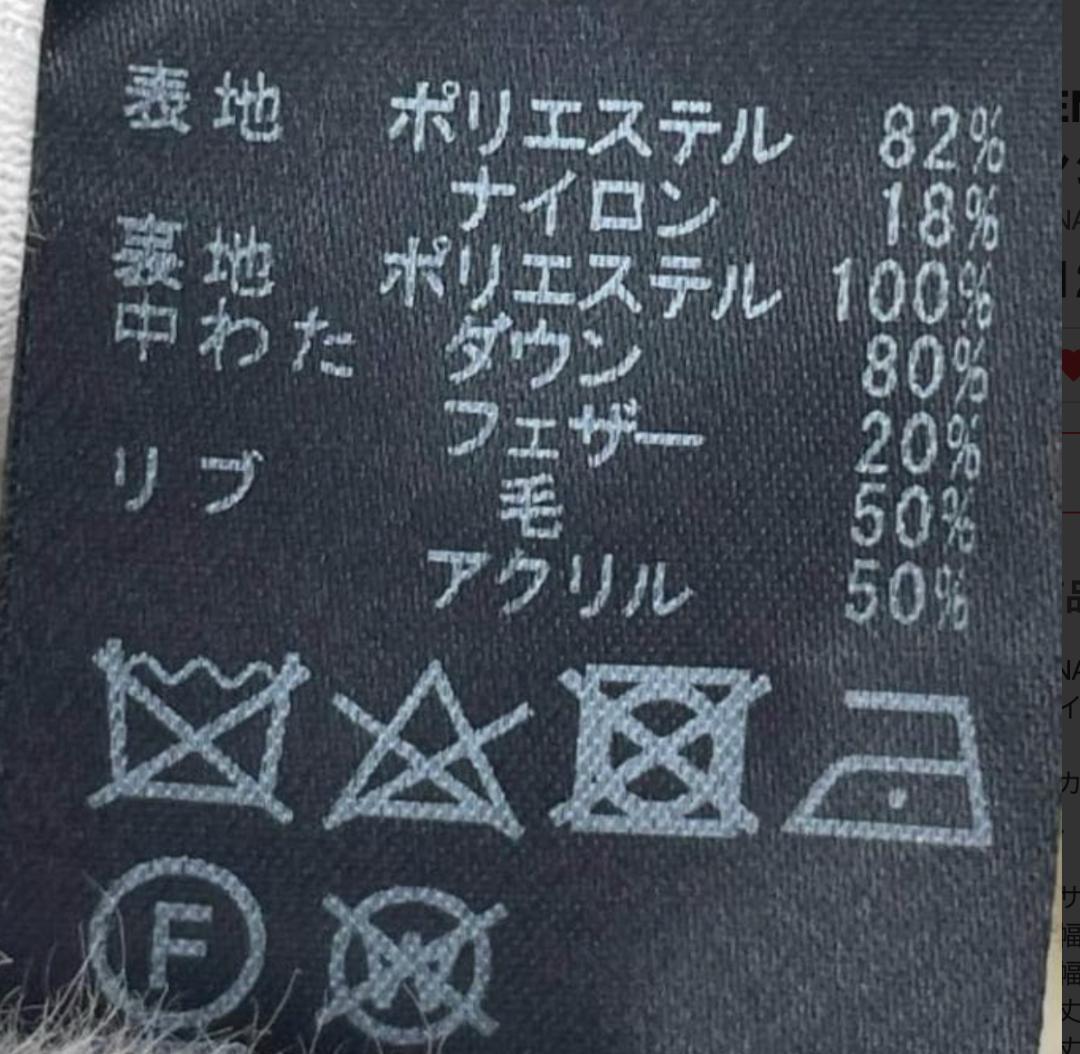 表地 ポリエステル 82%
ナイロン 18%
裏地 ポリエステル 100%
中わた ダウン 80%
フェザー 20%
リブ 毛 50%
アクリル 50%
F
W